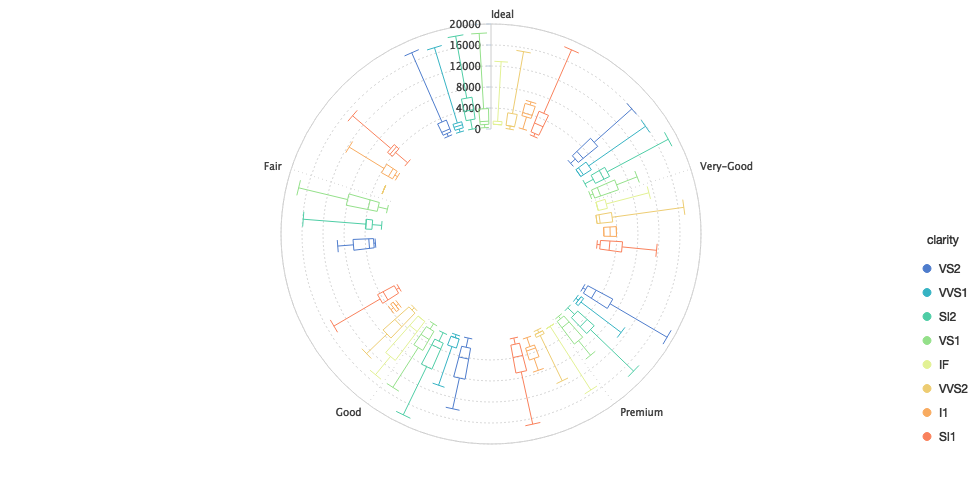 Ideal
20000
16000
12000
8000
4000
0
Fair
Very-Good
Good
Premium
clarity
VS2
VVS1
SI2
VS1
IF
VVS2
I1
SI1